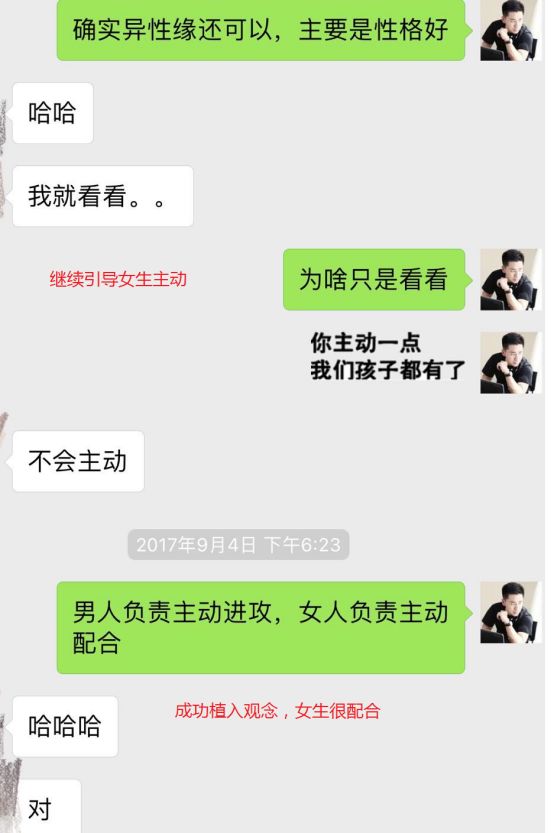 确实异性缘还可以，主要是性格好
哈哈
我就看看。。
继续引导女生主动
为啥只是看看
你主动一点
我们孩子都有了
不会主动
2017年9月4日 下午6:23
男人负责主动进攻，女人负责主动
配合
成功植入观念，女生很配合
哈哈哈
对